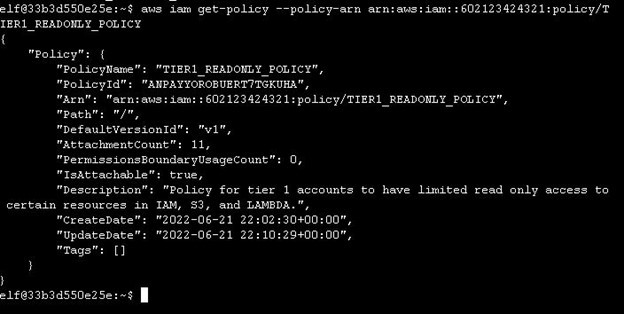 elf@33b3d550e25e:~$ aws iam get-policy --policy-arn arn:aws:iam::602123424321:policy/T
IER1_READONLY_POLICY
{
    "Policy": {
        "PolicyName": "TIER1_READONLY_POLICY",
        "PolicyId": "ANPAYYOROBUERT7TGKUHA",
        "Arn": "arn:aws:iam::602123424321:policy/TIER1_READONLY_POLICY",
        "Path": "/",
        "DefaultVersionId": "v1",
        "AttachmentCount": 11,
        "PermissionsBoundaryUsageCount": 0,
        "IsAttachable": true,
        "Description": "Policy for tier 1 accounts to have limited read only access to
 certain resources in IAM, S3, and LAMBDA.",
        "CreateDate": "2022-06-21 22:02:30+00:00",
        "UpdateDate": "2022-06-21 22:10:29+00:00",
        "Tags": []
    }
}
elf@33b3d550e25e:~$